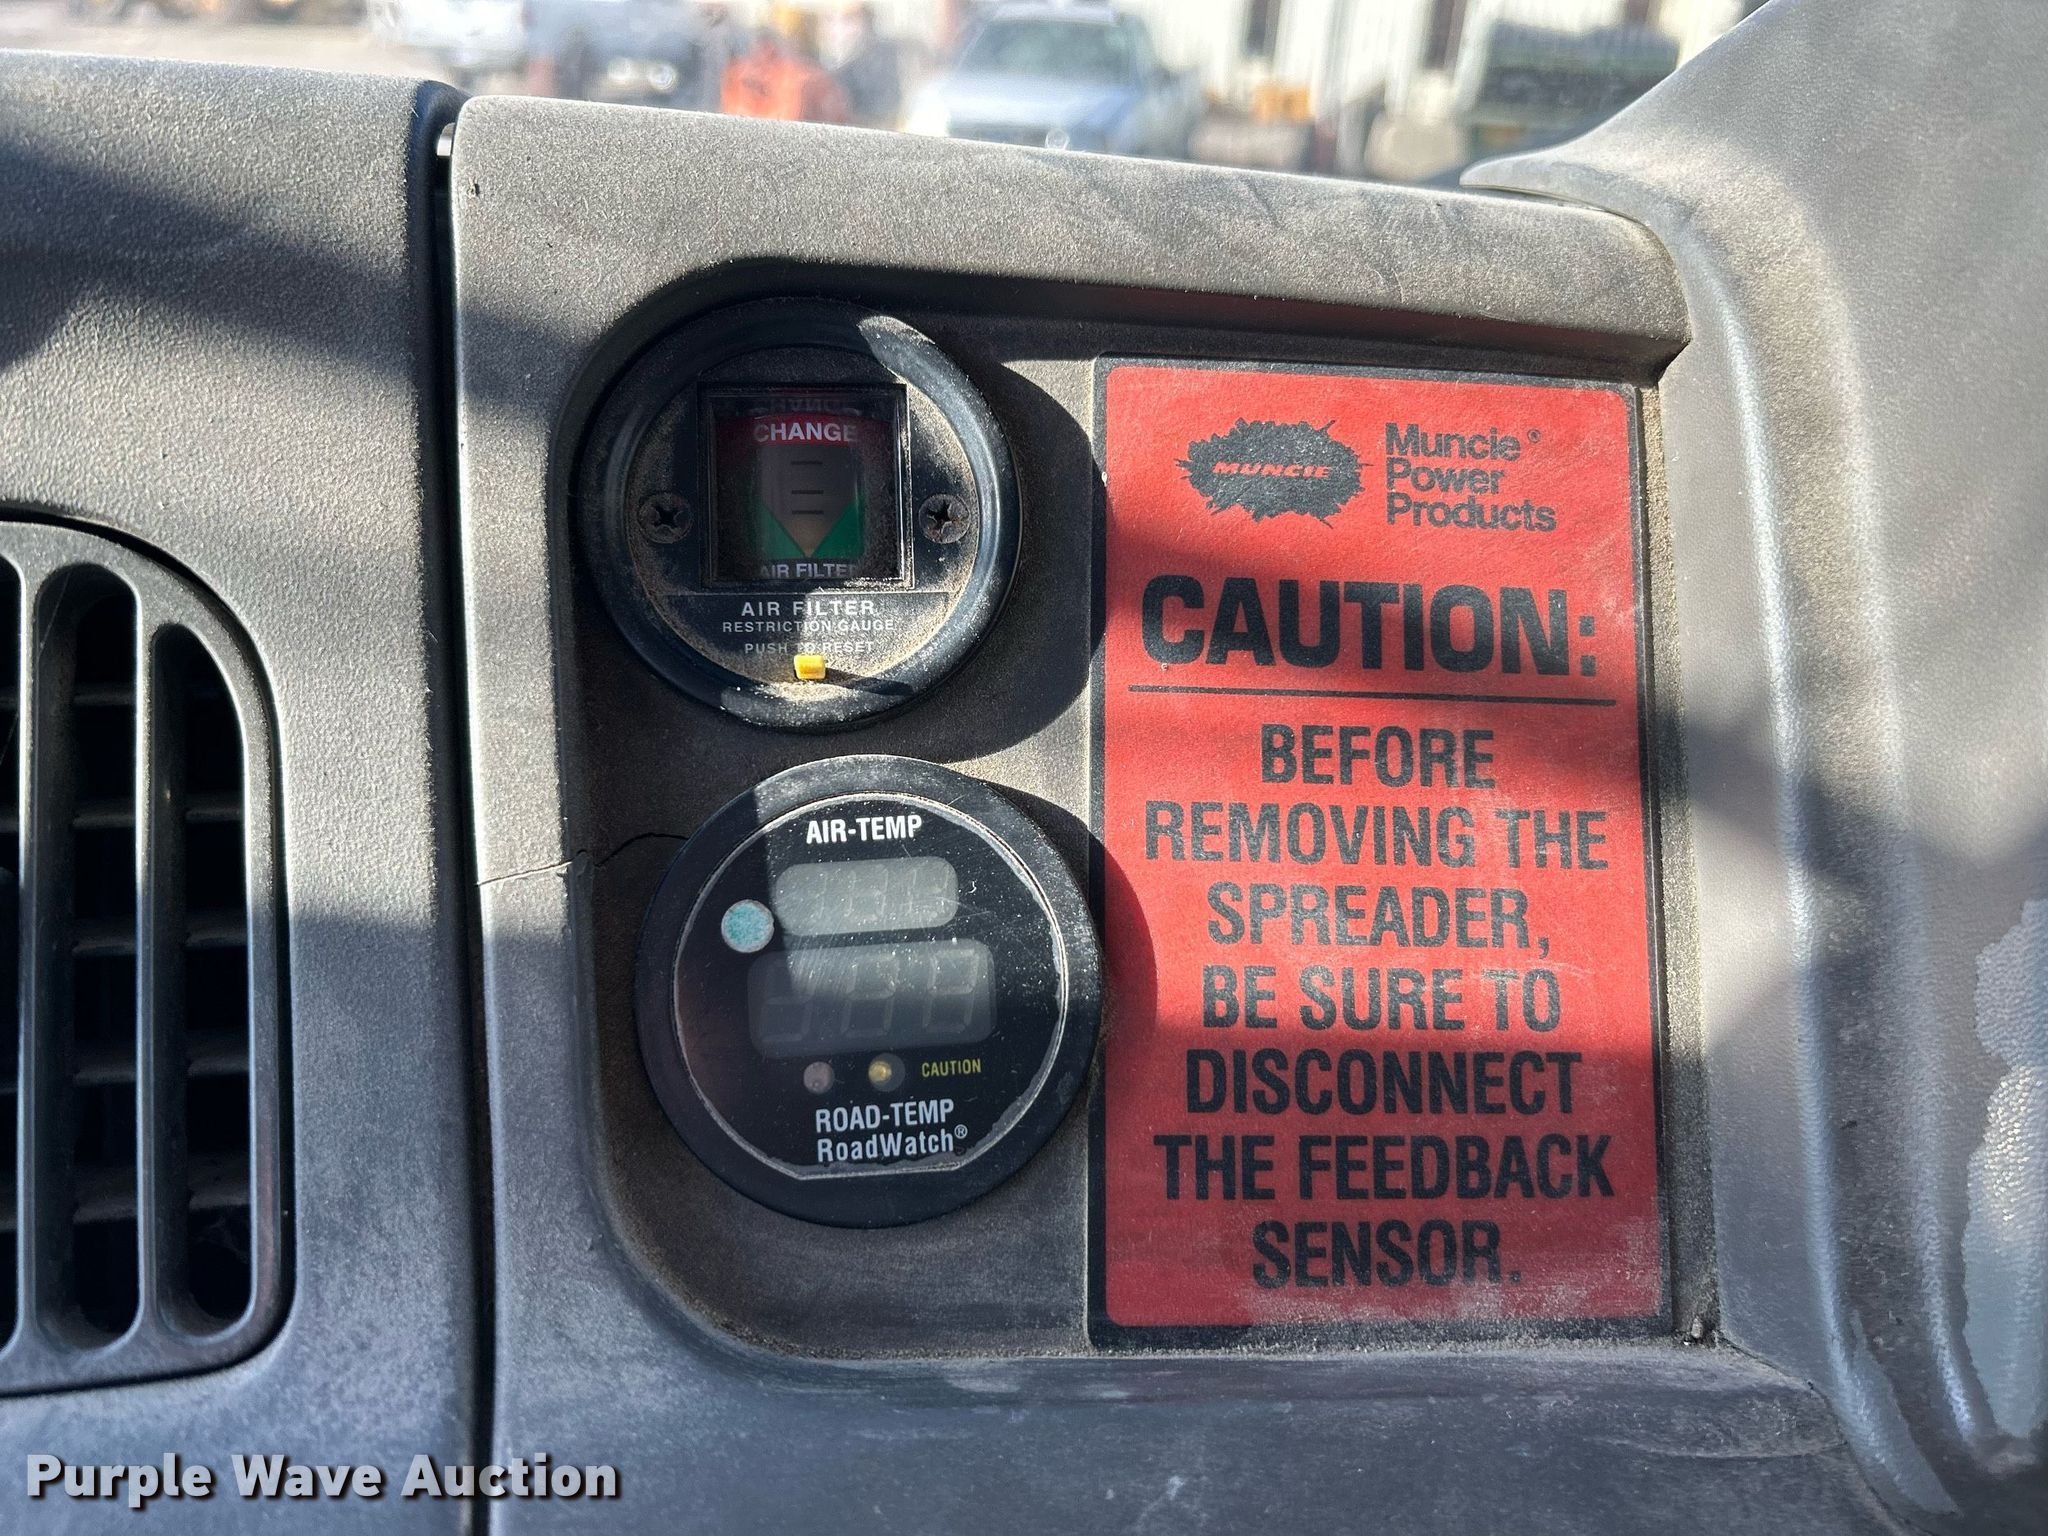 CHANGE
AIR FILTER
AIR FILTER
RESTRICTION GAUGE
PUSH TO RESET
AIR-TEMP
CAUTION
ROAD-TEMP
RoadWatch®
MUNCIE
Muncie®
Power
Products
CAUTION:
BEFORE
REMOVING THE
SPREADER,
BE SURE TO
DISCONNECT
THE FEEDBACK
SENSOR.
Purple Wave Auction